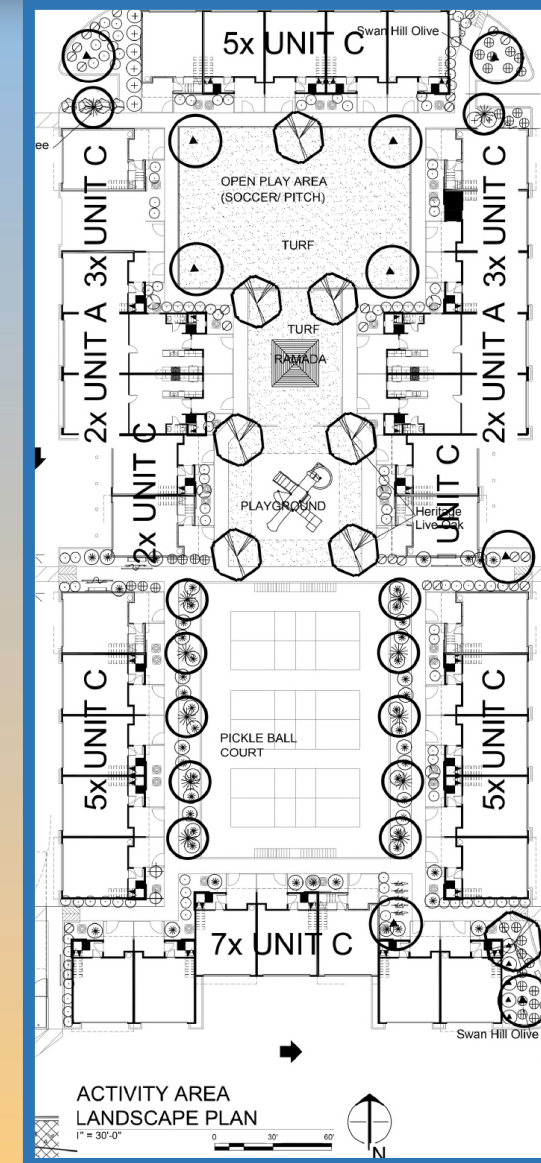 5x UNIT C
Swan Hill Olive
ee
3x UNIT C
OPEN PLAY AREA
(SOCCER/ PITCH)
3x UNIT C
TURF
2x UNIT A
TURF
RAMADA
2x UNIT A
2x UNIT C
PLAYGROUND
UNIT C
Heritage
Live Oak
5x UNIT C
PICKLE BALL
COURT
5x UNIT C
7x UNIT C
Swan Hill Olive
ACTIVITY AREA
LANDSCAPE PLAN
1" = 30'-0"
0 30' 60'
N